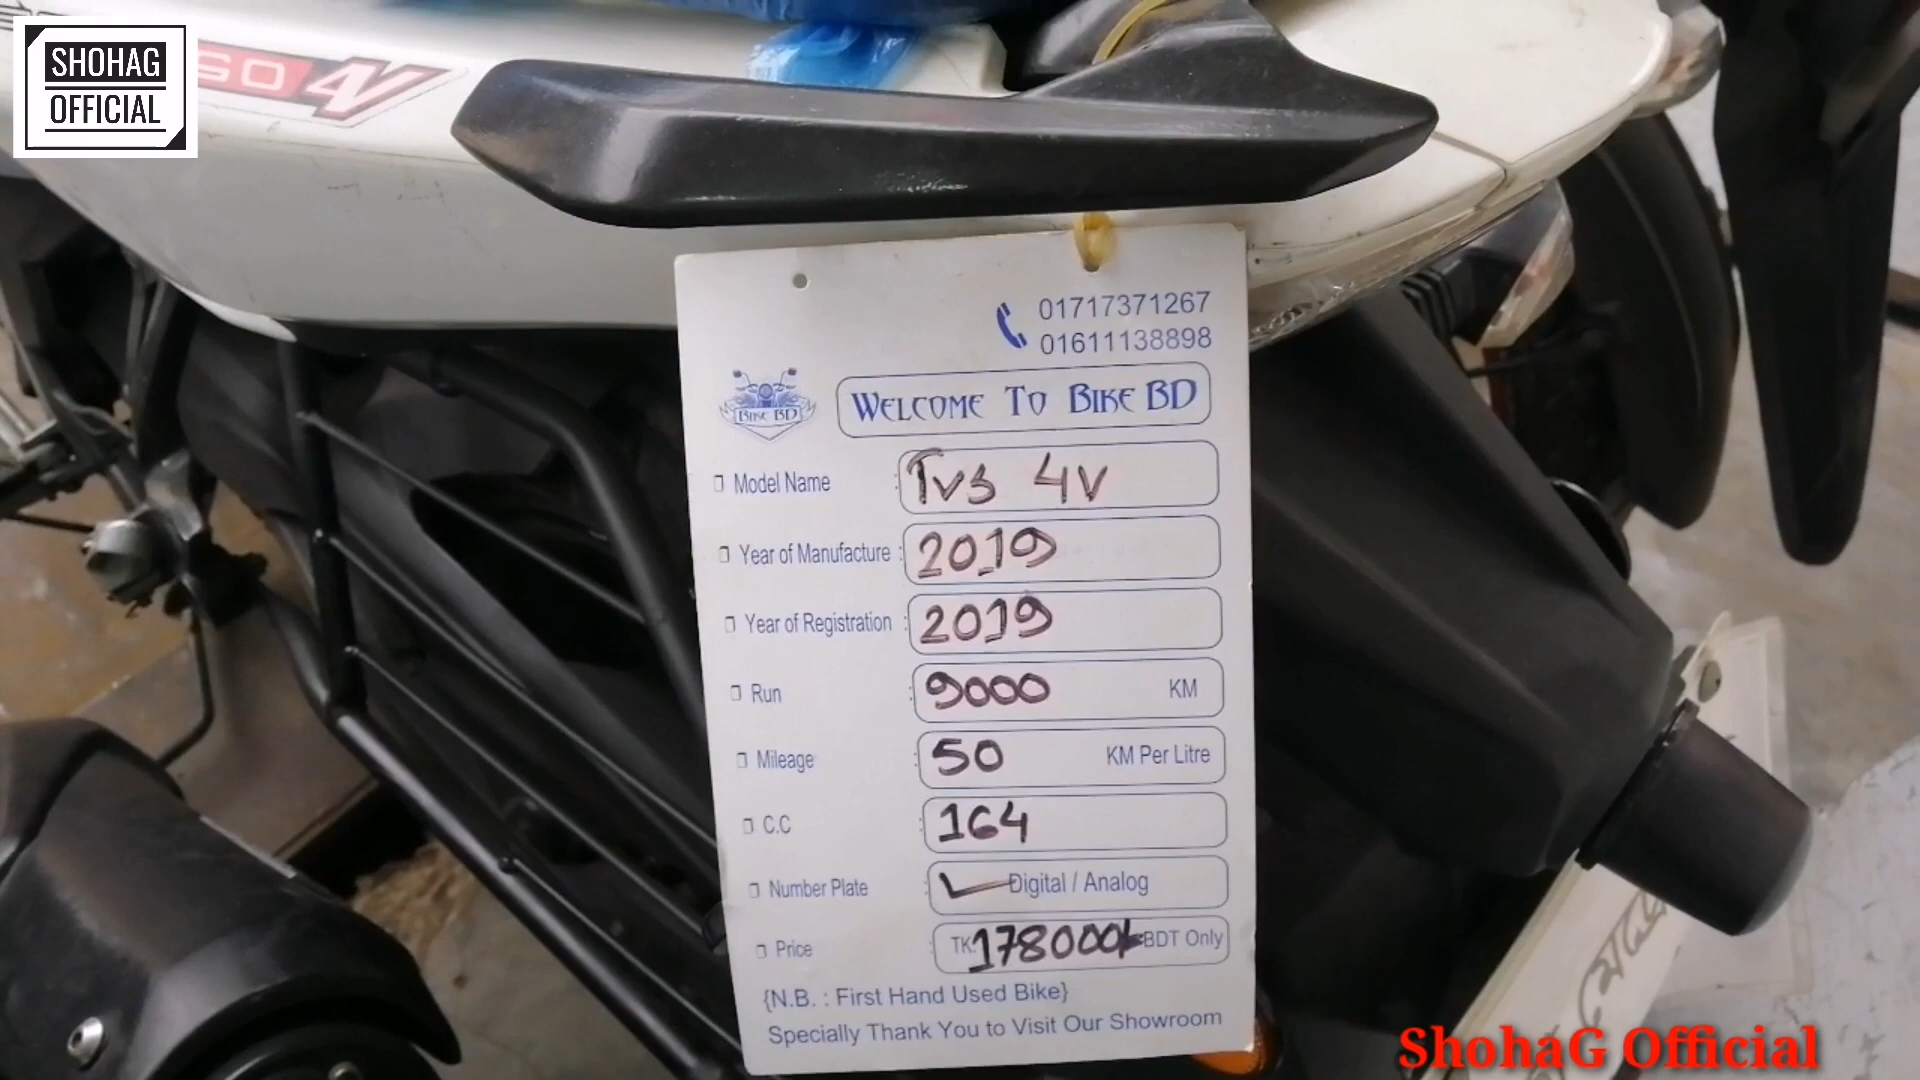 SHOHAG
OFFICIAL
60 4V
01717371267
01611138898
BIKE BD
WELCOME TO BIKE BD
Model Name : Tvs 4V
Year of Manufacture : 2019
Year of Registration : 2019
Run : 9000 KM
Mileage : 50 KM Per Litre
C.C : 164
Number Plate : ✓ Digital / Analog
Price : TK. 178000/- BDT Only
{N.B. : First Hand Used Bike}
Specially Thank You to Visit Our Showroom
ShohaG Official